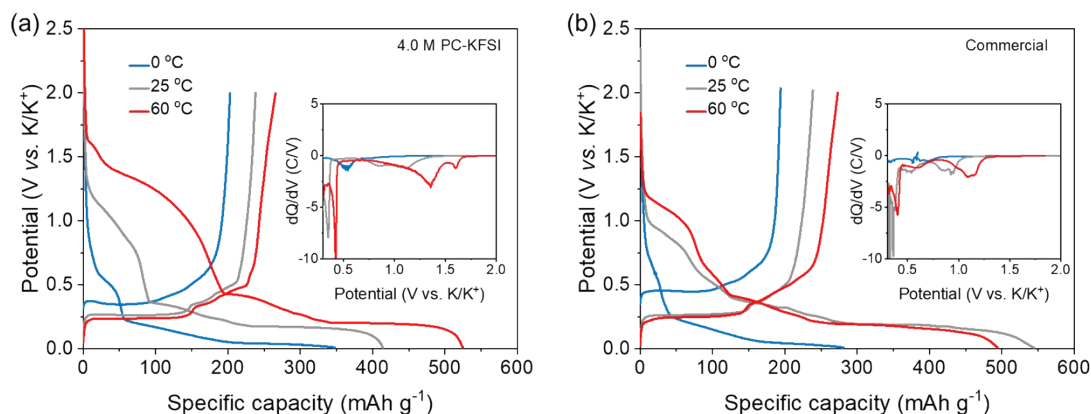 (a)
4.0 M PC-KFSI
0 °C
25 °C
60 °C
Potential (V vs. K/K⁺)
2.5
2.0
1.5
1.0
0.5
0.0
0 100 200 300 400 500 600
Specific capacity (mAh g⁻¹)
dQ/dV (C/V)
5
0
-5
-10
0.5 1.0 1.5 2.0
Potential (V vs. K/K⁺)
(b)
Commercial
0 °C
25 °C
60 °C
Potential (V vs. K/K⁺)
2.5
2.0
1.5
1.0
0.5
0.0
0 100 200 300 400 500 600
Specific capacity (mAh g⁻¹)
dQ/dV (C/V)
5
0
-5
-10
0.5 1.0 1.5 2.0
Potential (V vs. K/K⁺)